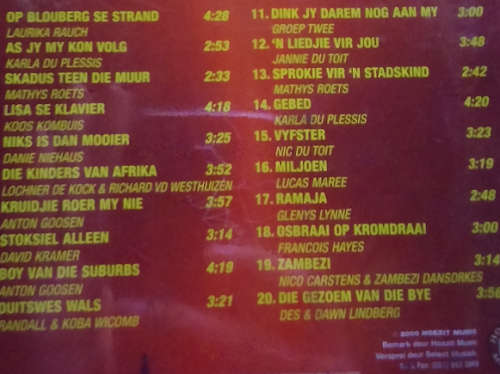 OP BLOUBERG SE STRAND 4:28
LAURIKA RAUCH
AS JY MY KON VOLG 2:53
KARLA DU PLESSIS
SKADUS TEEN DIE MUUR 2:33
MATHYS ROETS
LISA SE KLAVIER 4:18
KOOS KOMBUIS
NIKS IS DAN MOOIER 3:25
DANIE NIEHAUS
DIE KINDERS VAN AFRIKA 3:52
LOCHNER DE KOCK & RICHARD VD WESTHUIZEN
KRUIDJIE ROER MY NIE 3:57
ANTON GOOSEN
STOKSIEL ALLEEN 3:14
DAVID KRAMER
BOY VAN DIE SUBURBS 4:19
ANTON GOOSEN
DUITSWES WALS 3:21
RANDALL & KOBA WICOMB
11. DINK JY DAREM NOG AAN MY 3:00
GROEP TWEE
12. 'N LIEDJIE VIR JOU 3:48
JANNIE DU TOIT
13. SPROKIE VIR 'N STADSKIND 2:42
MATHYS ROETS
14. GEBED 4:20
KARLA DU PLESSIS
15. VYFSTER 3:23
NIC DU TOIT
16. MILJOEN 3:19
LUCAS MAREE
17. RAMAJA 2:48
GLENYS LYNNE
18. OSBRAAI OP KROMDRAAI 3:00
FRANCOIS HAYES
19. ZAMBEZI 3:14
NICO CARSTENS & ZAMBEZI DANSORKES
20. DIE GEZOEM VAN DIE BYE
DES & DAWN LINDBERG
Bemark deur Music
Versprei deur Select Musiek